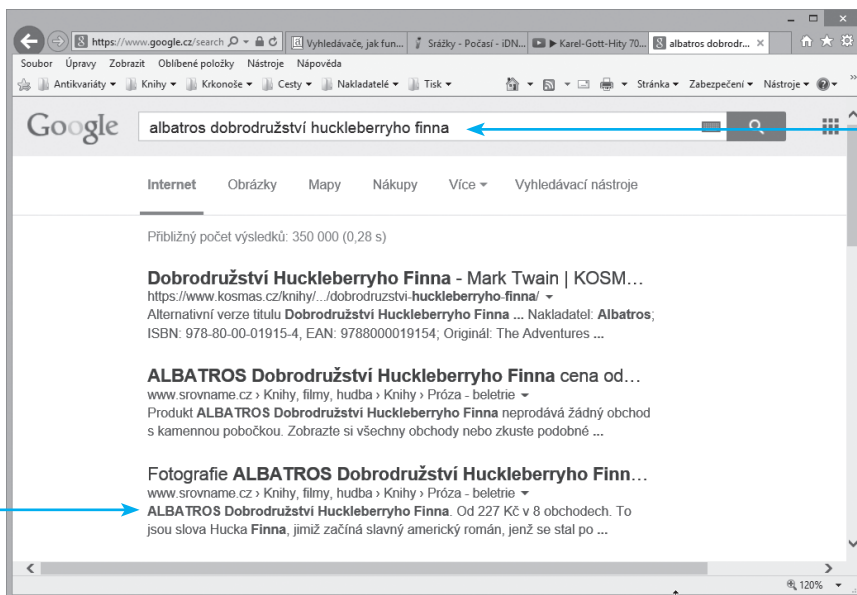 https://www.google.cz/search
Vyhledávače, jak fun...
Srážky - Počasí - iDN...
Karel-Gott-Hity 70...
albatros dobrodr...
Soubor Úpravy Zobrazit Oblíbené položky Nástroje Nápověda
Antikvariáty Knihy Krkonoše Cesty Nakladatelé Tisk Stránka Zabezpečení Nástroje
Google albatros dobrodružství huckleberryho finna
Internet Obrázky Mapy Nákupy Více Vyhledávací nástroje
Přibližný počet výsledků: 350 000 (0,28 s)
Dobrodružství Huckleberryho Finna - Mark Twain | KOSM...
https://www.kosmas.cz/knihy/.../dobrodruzstvi-huckleberryho-finna/
Alternativní verze titulu Dobrodružství Huckleberryho Finna ... Nakladatel: Albatros;
ISBN: 978-80-00-01915-4, EAN: 9788000019154; Originál: The Adventures ...
ALBATROS Dobrodružství Huckleberryho Finna cena od...
www.srovname.cz › Knihy, filmy, hudba › Knihy › Próza - beletrie
Produkt ALBATROS Dobrodružství Huckleberryho Finna neprodává žádný obchod
s kamennou pobočkou. Zobrazte si všechny obchody nebo zkuste podobné ...
Fotografie ALBATROS Dobrodružství Huckleberryho Finn...
www.srovname.cz › Knihy, filmy, hudba › Knihy › Próza - beletrie
ALBATROS Dobrodružství Huckleberryho Finna. Od 227 Kč v 8 obchodech. To
jsou slova Hucka Finna, jimiž začíná slavný americký román, jenž se stal po ...
120%